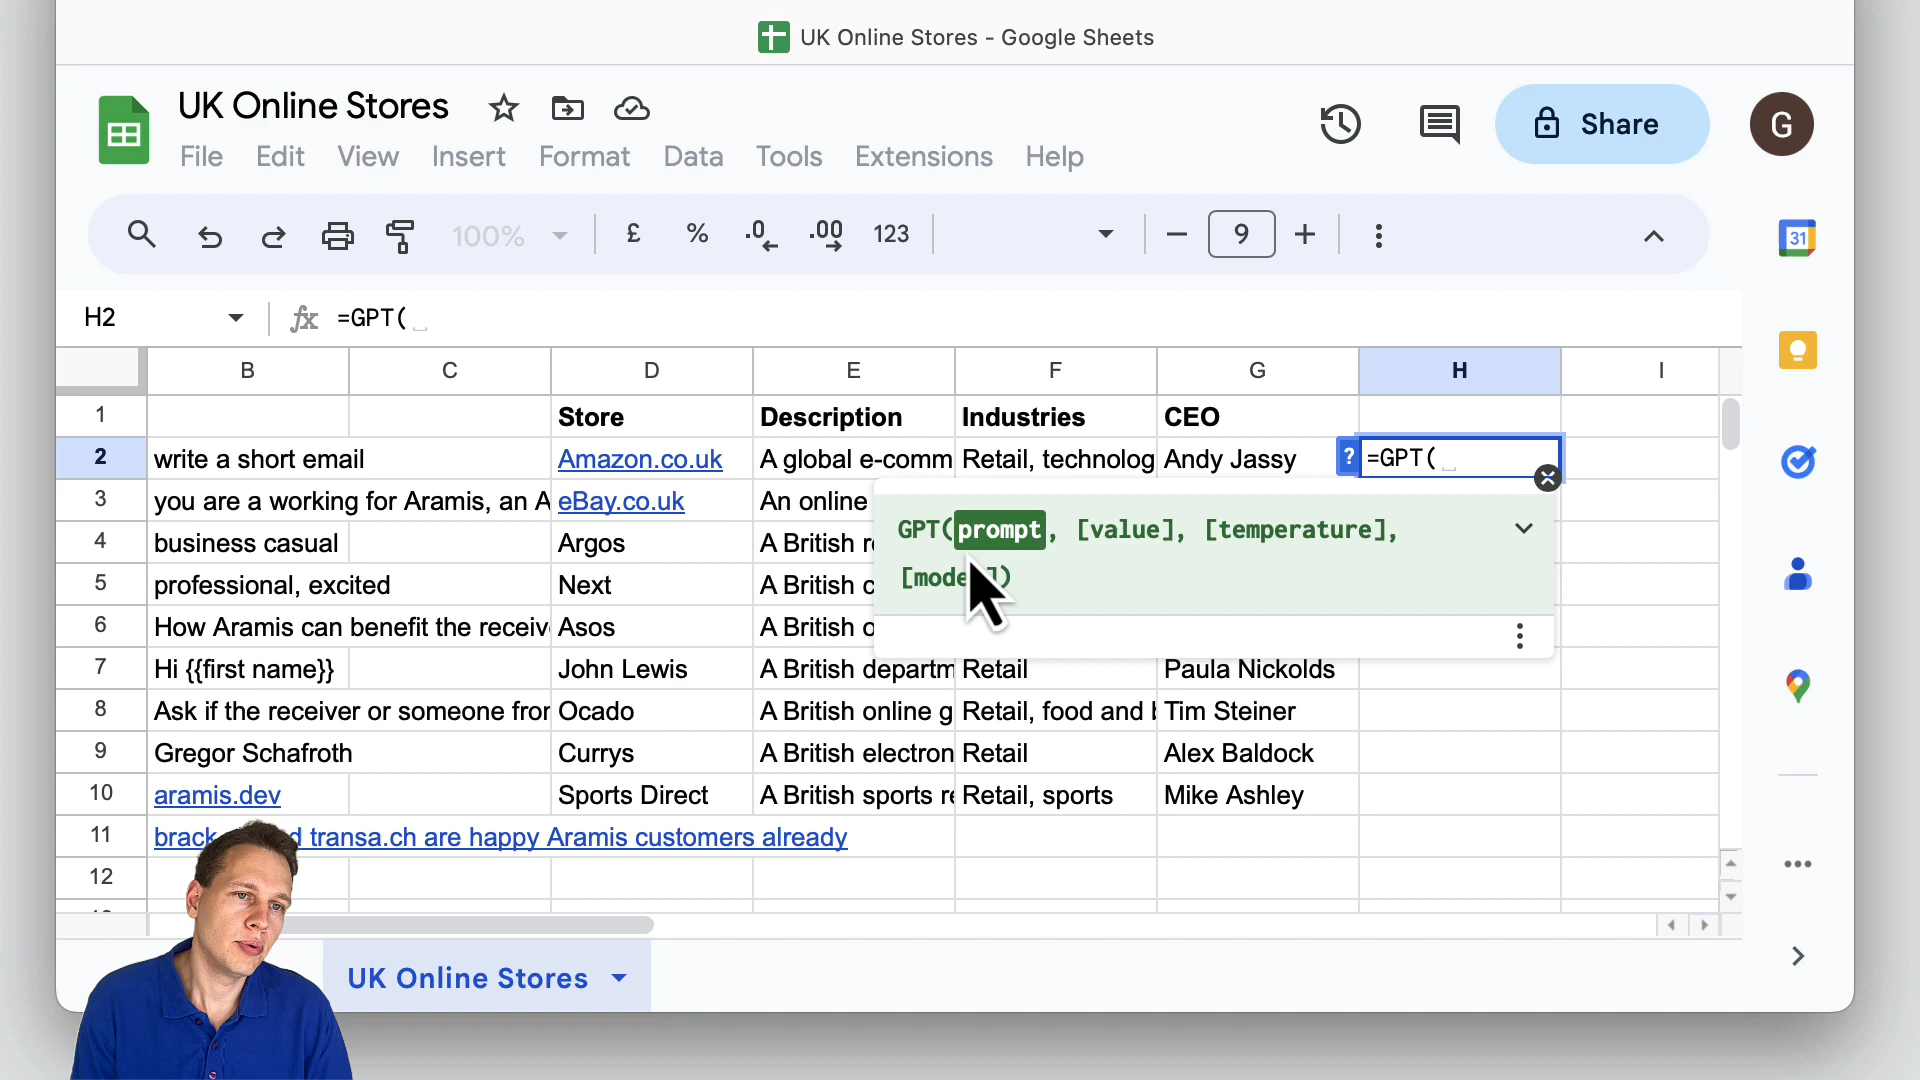 UK Online Stores - Google Sheets
UK Online Stores
File Edit View Insert Format Data Tools Extensions Help
Share
G
100% £ % .0 .00 123 9
31
H2 fx =GPT(
B C D E F G H I
1 Store Description Industries CEO
2 write a short email Amazon.co.uk A global e-comm Retail, technolog Andy Jassy ? =GPT(
3 you are a working for Aramis, an A eBay.co.uk An online
GPT(prompt, [value], [temperature],
4 business casual Argos A British
5 professional, excited Next A British
6 How Aramis can benefit the receiv Asos A British
7 Hi {{first name}} John Lewis A British departm Retail Paula Nickolds
8 Ask if the receiver or someone fror Ocado A British online g Retail, food and Tim Steiner
9 Gregor Schafroth Currys A British electron Retail Alex Baldock
10 aramis.dev Sports Direct A British sports re Retail, sports Mike Ashley
11 transa.ch are happy Aramis customers already
12
UK Online Stores